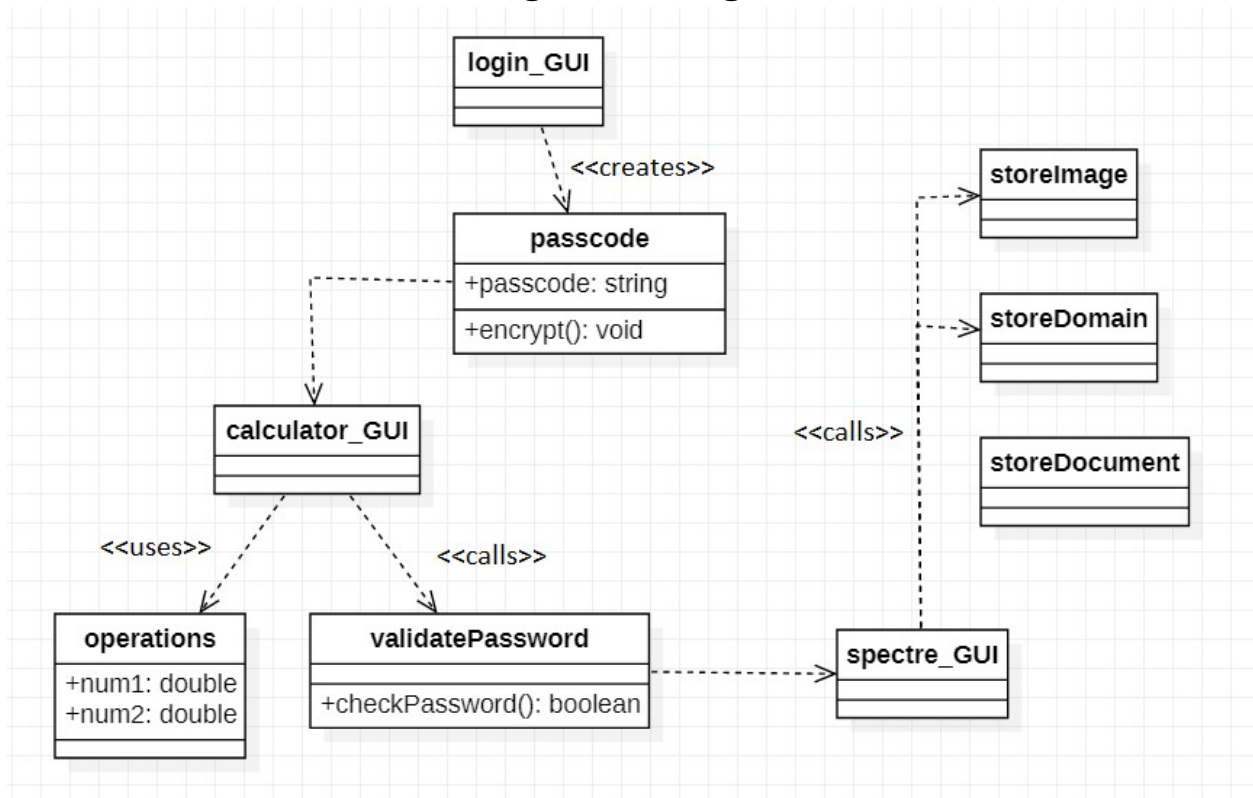 login_GUI
<<creates>>
passcode
+passcode: string
+encrypt(): void
storeImage
storeDomain
storeDocument
<<calls>>
calculator_GUI
<<uses>>
<<calls>>
operations
+num1: double
+num2: double
validatePassword
+checkPassword(): boolean
spectre_GUI